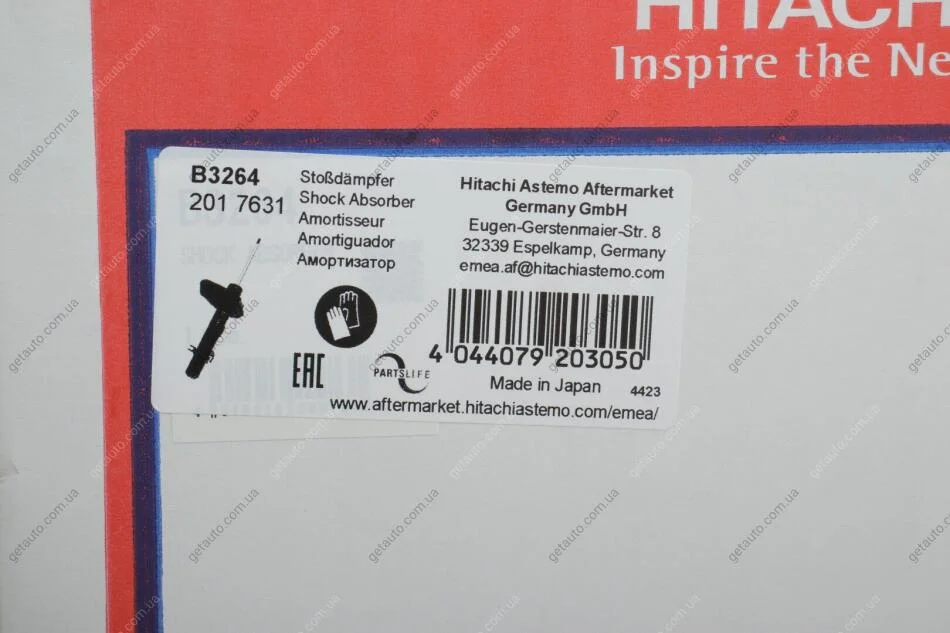 HITACH
Inspire the Ne
B3264
201 7631
Stoßdämpfer
Shock Absorber
Amortisseur
Amortiguador
Амортизатор
Hitachi Astemo Aftermarket
Germany GmbH
Eugen-Gerstenmaier-Str. 8
32339 Espelkamp, Germany
emea.af@hitachiastemo.com
4 044079 203050
EAC
PARTSLIFE
Made in Japan
4423
www.aftermarket.hitachiastemo.com/emea/
getauto.com.ua